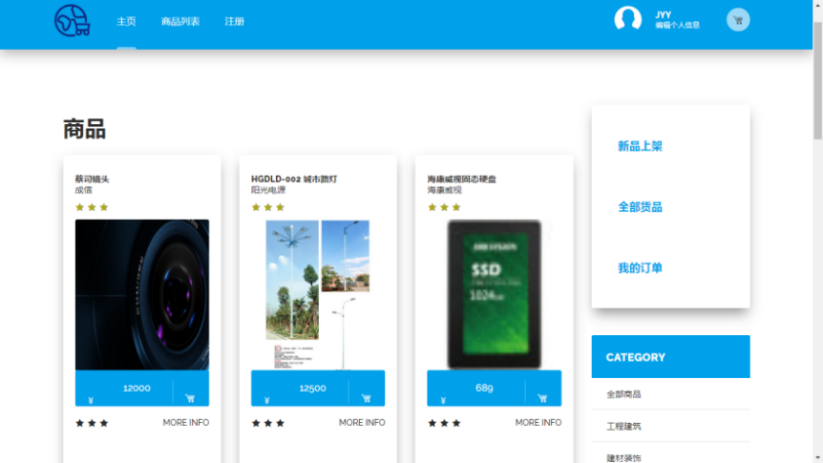 主页 商品列表 注册
JYY
编辑个人信息
商品
蔡司镜头
成信
HGDLD-002 城市路灯
阳光电源
海康威视固态硬盘
海康威视
SSD
1024
¥ 12000
¥ 12500
¥ 689
MORE INFO
MORE INFO
MORE INFO
新品上架
全部货品
我的订单
CATEGORY
全部商品
工程建筑
建材装饰